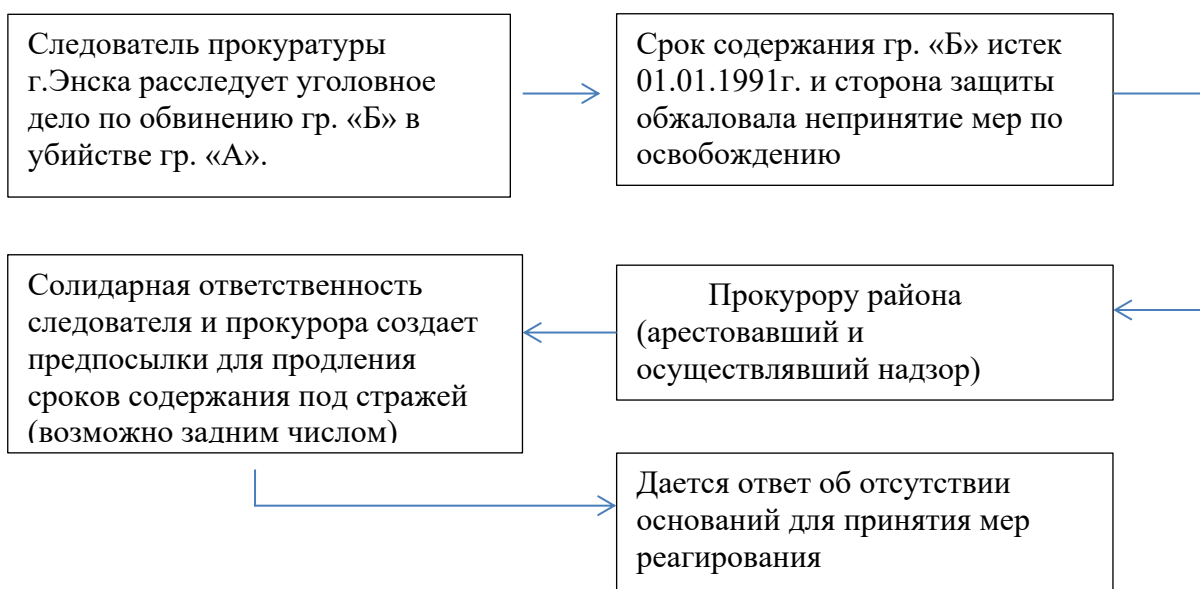 Следователь прокуратуры
г.Энска расследует уголовное
дело по обвинению гр. «Б» в
убийстве гр. «А».
Срок содержания гр. «Б» истек
01.01.1991г. и сторона защиты
обжаловала непринятие мер по
освобождению
Прокурору района
(арестовавший и
осуществлявший надзор)
Солидарная ответственность
следователя и прокурора создает
предпосылки для продления
сроков содержания под стражей
(возможно задним числом)
Дается ответ об отсутствии
оснований для принятия мер
реагирования